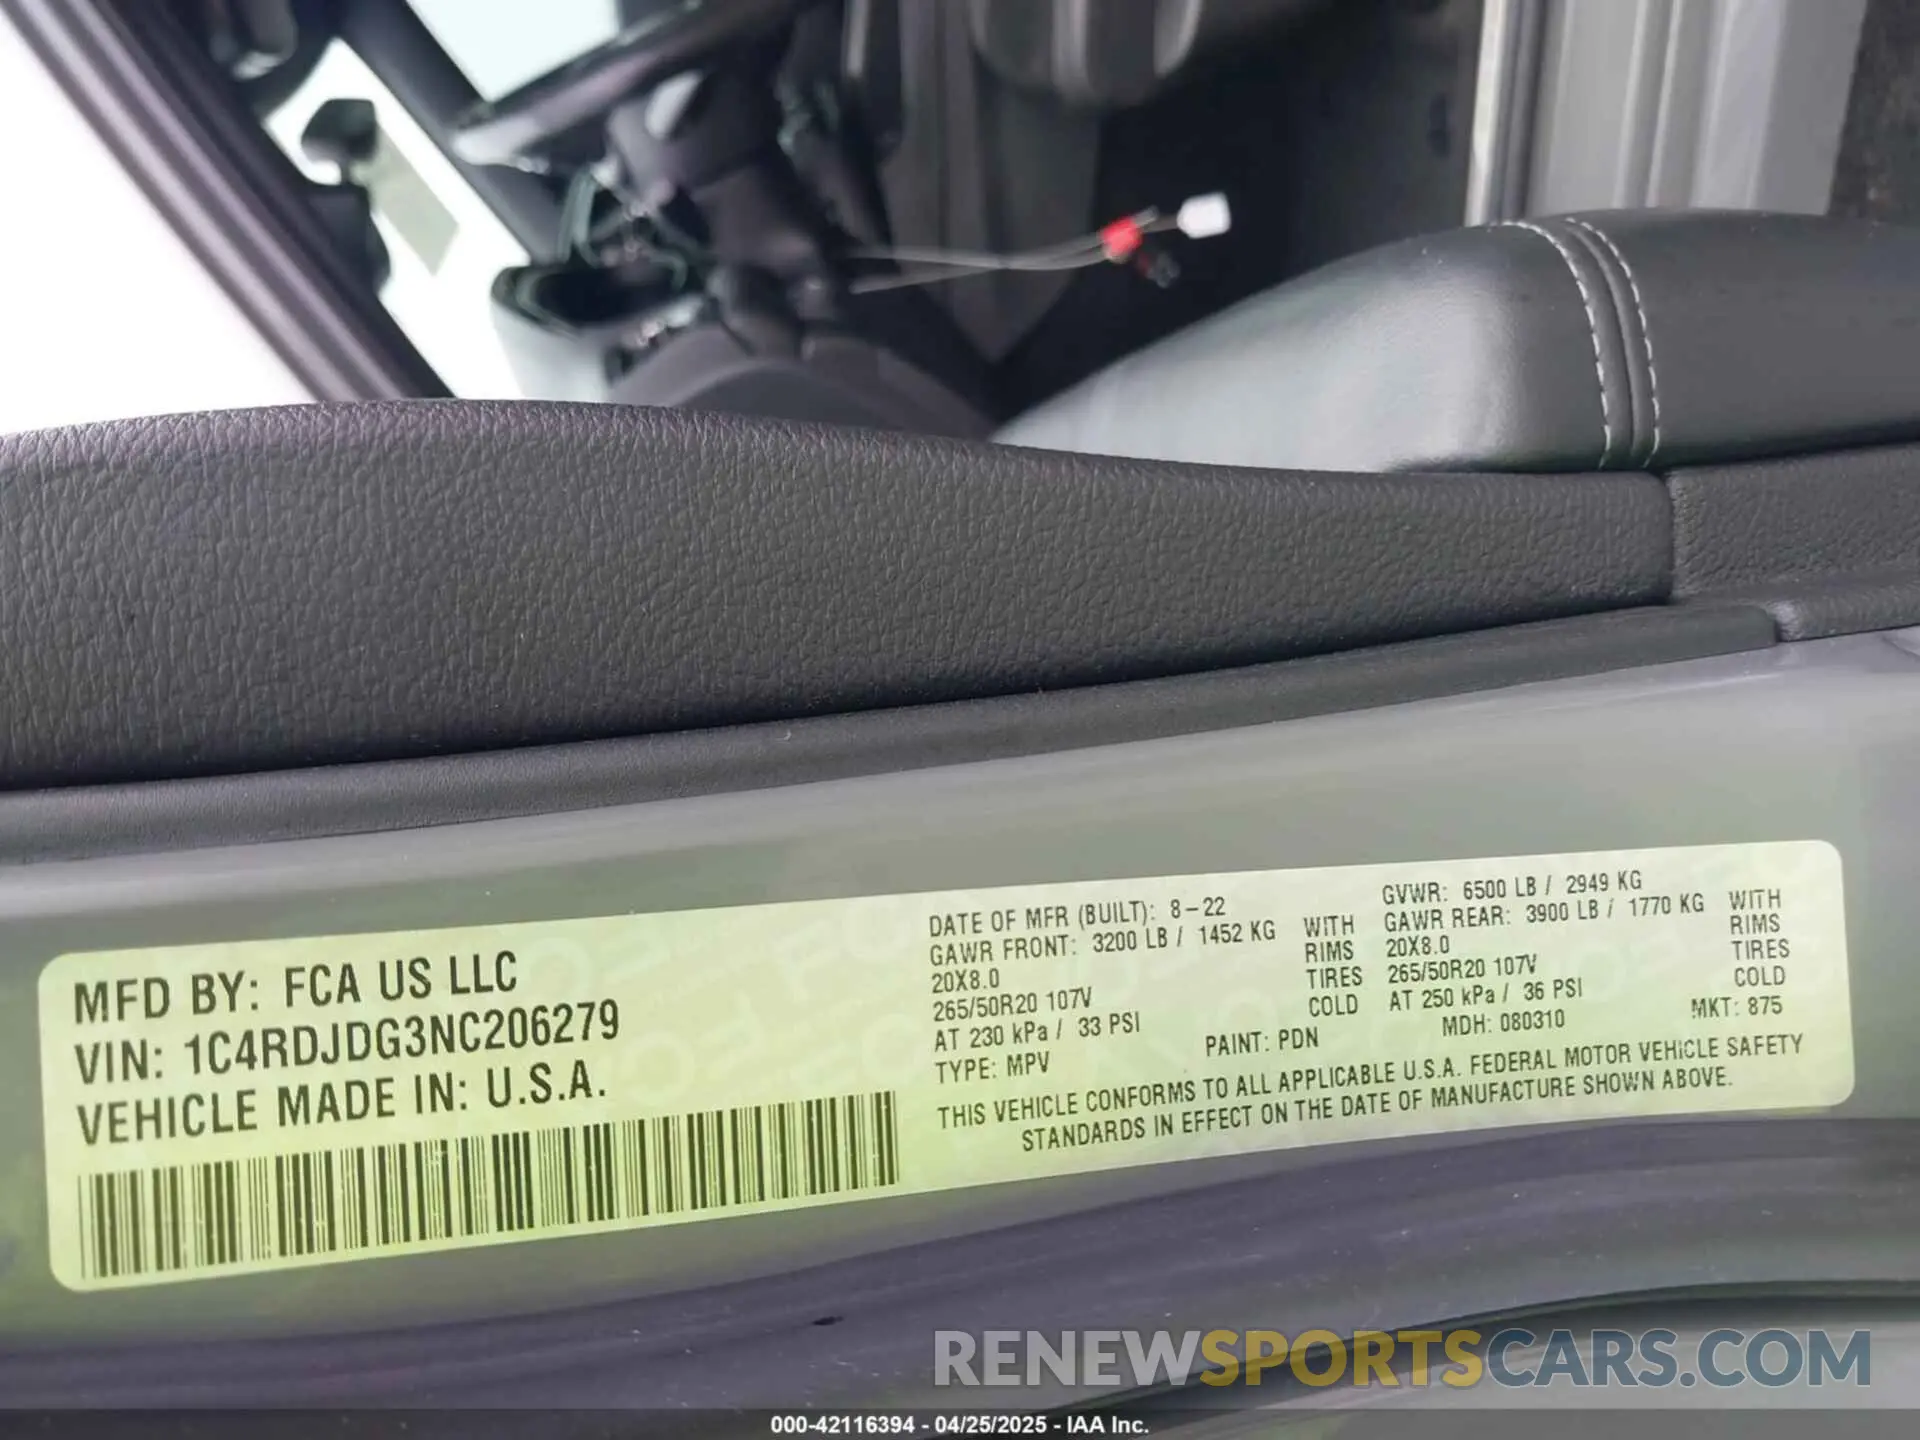 MFD BY: FCA US LLC
VIN: 1C4RDJDG3NC206279
VEHICLE MADE IN: U.S.A.
DATE OF MFR (BUILT): 8-22
GAWR FRONT: 3200 LB / 1452 KG WITH
20X8.0 RIMS
265/50R20 107V TIRES
AT 230 kPa / 33 PSI COLD
TYPE: MPV
PAINT: PDN
GVWR: 6500 LB / 2949 KG
GAWR REAR: 3900 LB / 1770 KG WITH
20X8.0 RIMS
265/50R20 107V TIRES
AT 250 kPa / 36 PSI COLD
MDH: 080310
MKT: 875
THIS VEHICLE CONFORMS TO ALL APPLICABLE U.S.A. FEDERAL MOTOR VEHICLE SAFETY
STANDARDS IN EFFECT ON THE DATE OF MANUFACTURE SHOWN ABOVE.
RENEWSPORTSCARS.COM
000-42116394 - 04/25/2025 - IAA Inc.